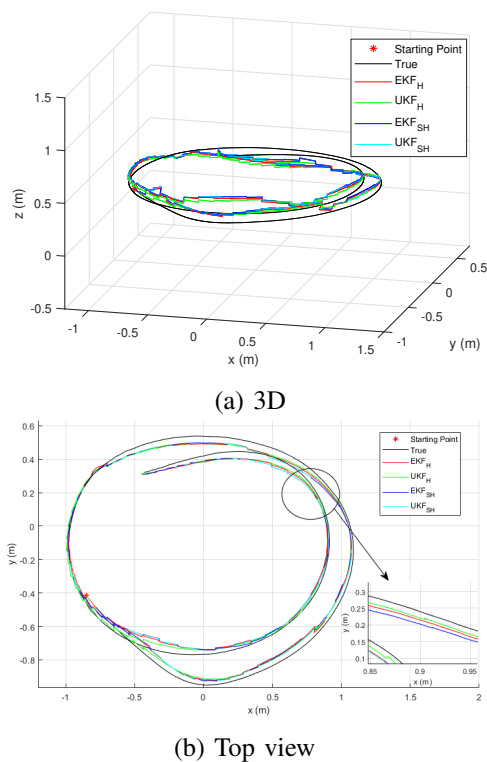 Starting Point
True
EKF_H
UKF_H
EKF_SH
UKF_SH
1.5
1
0.5
0
-0.5
z (m)
-1
-0.5
0
0.5
1
1.5
x (m)
-1
-0.5
0
0.5
y (m)
(a) 3D
0.6
0.4
0.2
0
-0.2
-0.4
-0.6
-0.8
y (m)
Starting Point
True
EKF_H
UKF_H
EKF_SH
UKF_SH
0.3
0.25
0.2
0.15
0.1
y (m)
0.85
0.9
0.95
x (m)
-1
-0.5
0
0.5
1
1.5
2
x (m)
(b) Top view